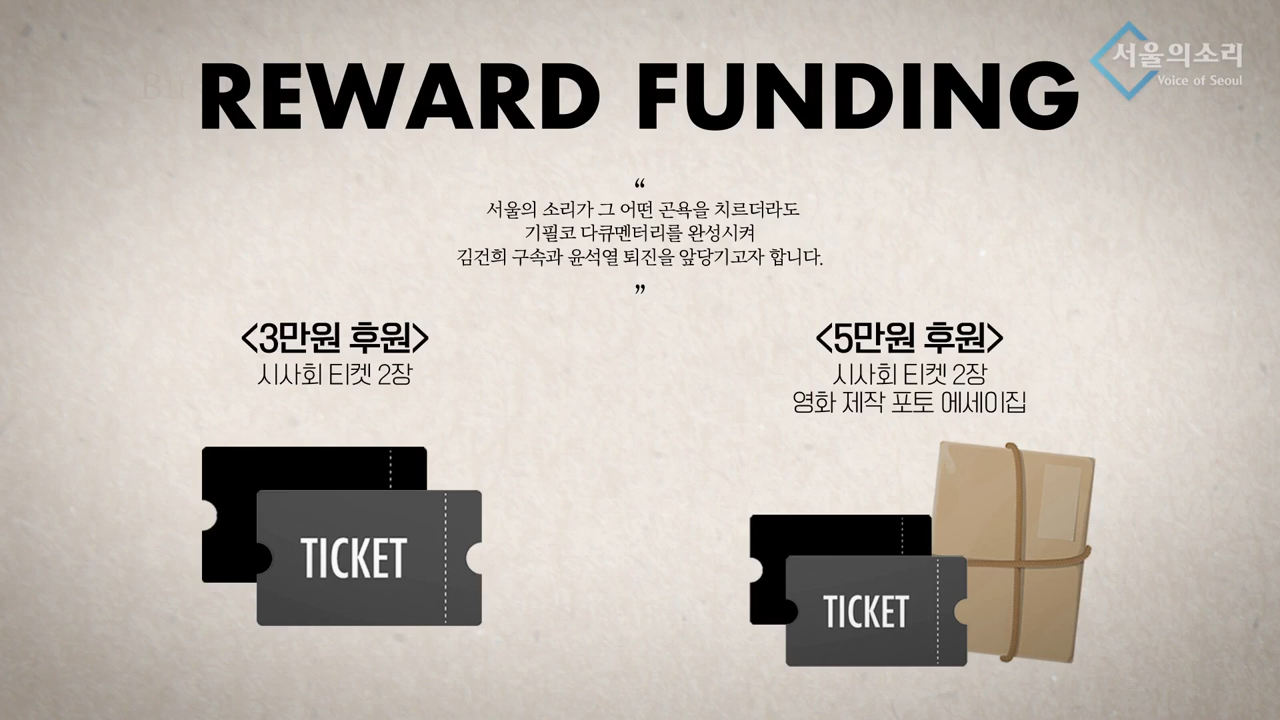 서울의소리
Voice of Seoul
REWARD FUNDING
“
서울의 소리가 그 어떤 곤욕을 치르더라도
기필코 다큐멘터리를 완성시켜
김건희 구속과 윤석열 퇴진을 앞당기고자 합니다.
”
<3만원 후원>
시사회 티켓 2장
<5만원 후원>
시사회 티켓 2장
영화 제작 포토 에세이집
TICKET
TICKET